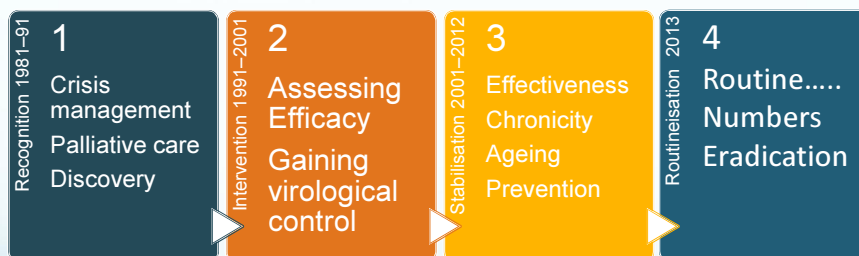 Recognition 1981–91
1
Crisis
management
Palliative care
Discovery
Intervention 1991–2001
2
Assessing
Efficacy
Gaining
virological
control
Stabilisation 2001–2012
3
Effectiveness
Chronicity
Ageing
Prevention
Routineisation 2013
4
Routine…..
Numbers
Eradication